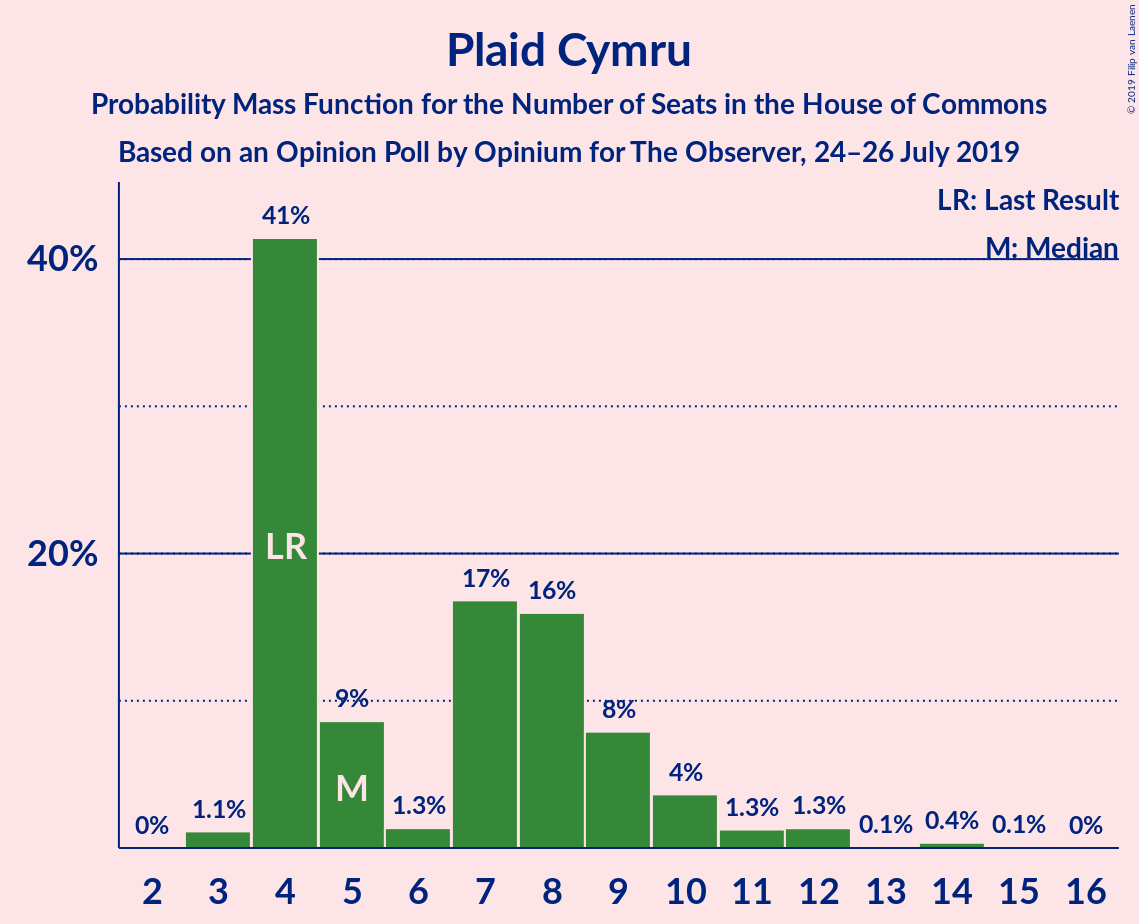 Plaid Cymru
Probability Mass Function for the Number of Seats in the House of Commons
Based on an Opinion Poll by Opinium for The Observer, 24–26 July 2019
© 2019 Filip van Laenen
LR: Last Result
M: Median
40%
20%
0%
1.1%
41%
9%
1.3%
17%
16%
8%
4%
1.3%
1.3%
0.1%
0.4%
0.1%
0%
LR
M
2 3 4 5 6 7 8 9 10 11 12 13 14 15 16